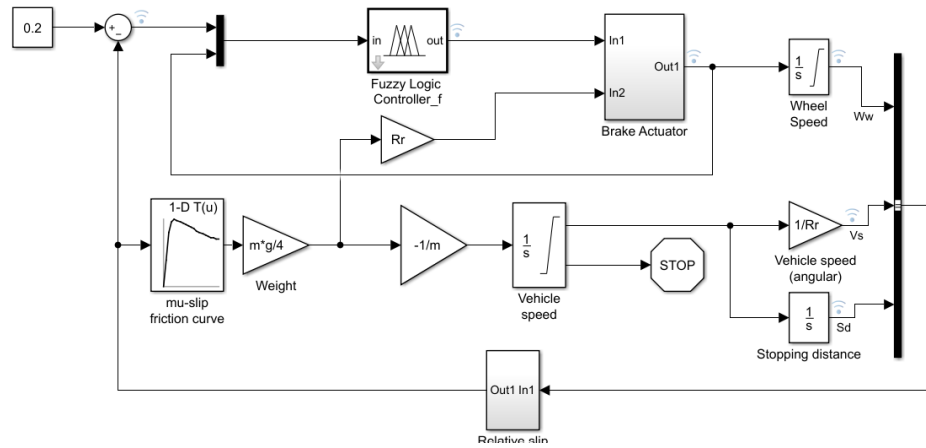 0.2
+
−
in
out
Fuzzy Logic
Controller_f
In1
In2
Out1
Brake Actuator
1
s
Wheel
Speed
Ww
Rr
1-D T(u)
mu-slip
friction curve
m*g/4
Weight
-1/m
1
s
Vehicle
speed
STOP
1/Rr
Vs
Vehicle speed
(angular)
1
s
Sd
Stopping distance
Out1 In1
Relative slip